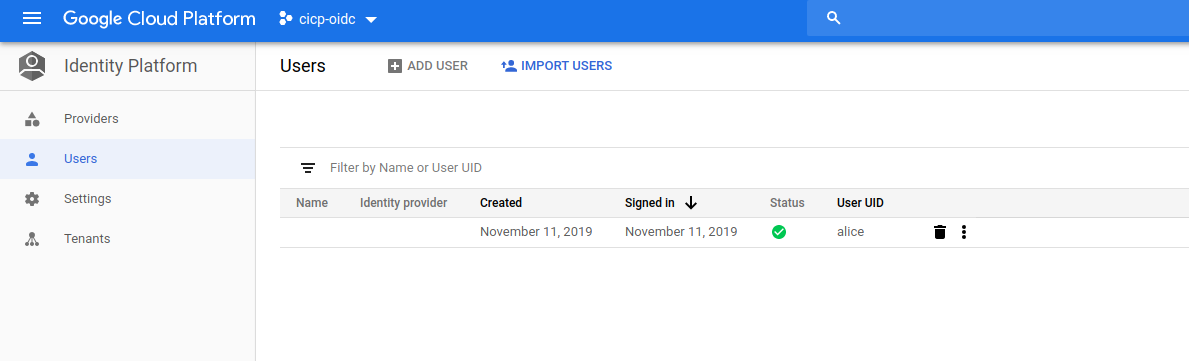 Google Cloud Platform cicp-oidc
Identity Platform
Users ADD USER IMPORT USERS
Providers
Users
Settings
Tenants
Filter by Name or User UID
Name Identity provider Created Signed in Status User UID
November 11, 2019 November 11, 2019 alice